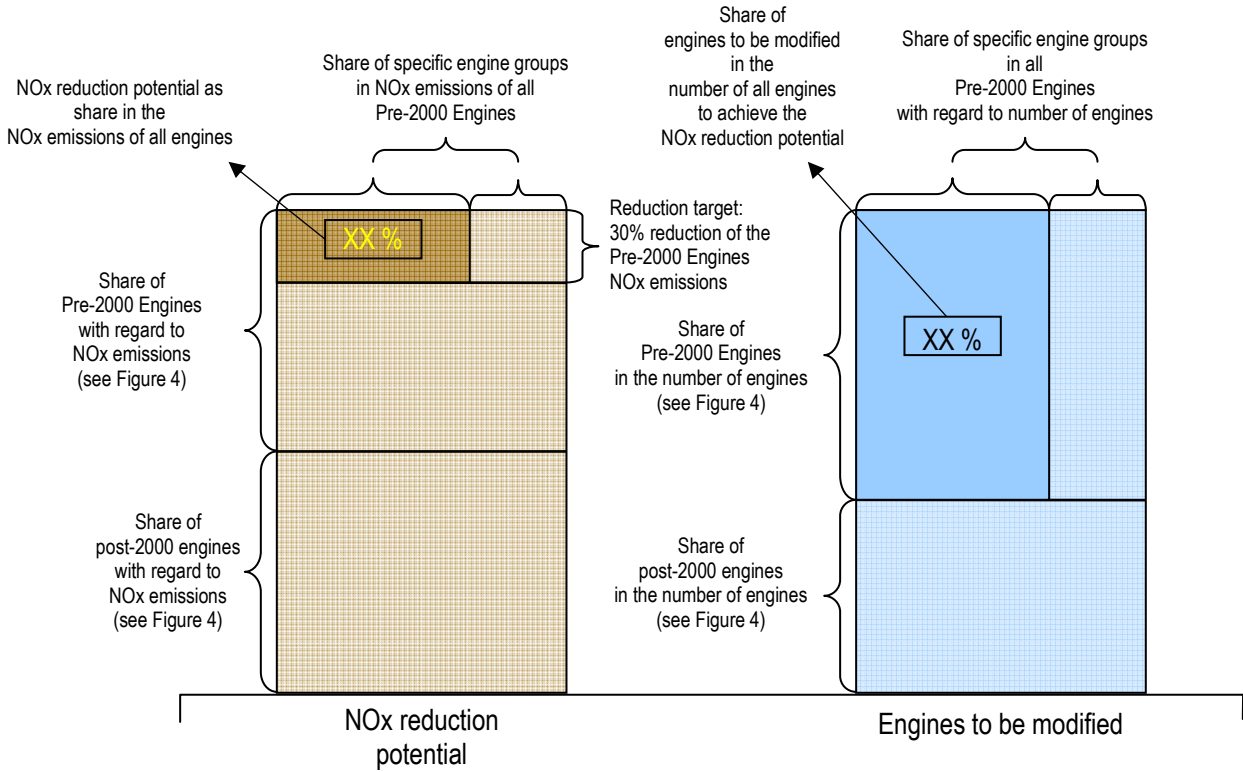 NOx reduction potential as
share in the
NOx emissions of all engines
Share of specific engine groups
in NOx emissions of all
Pre-2000 Engines
Share of
engines to be modified
in the
number of all engines
to achieve the
NOx reduction potential
Share of specific engine groups
in all
Pre-2000 Engines
with regard to number of engines
XX %
Reduction target:
30% reduction of the
Pre-2000 Engines
NOx emissions
Share of
Pre-2000 Engines
with regard to
NOx emissions
(see Figure 4)
Share of
Pre-2000 Engines
in the number of engines
(see Figure 4)
XX %
Share of
post-2000 engines
with regard to
NOx emissions
(see Figure 4)
Share of
post-2000 engines
in the number of engines
(see Figure 4)
NOx reduction
potential
Engines to be modified